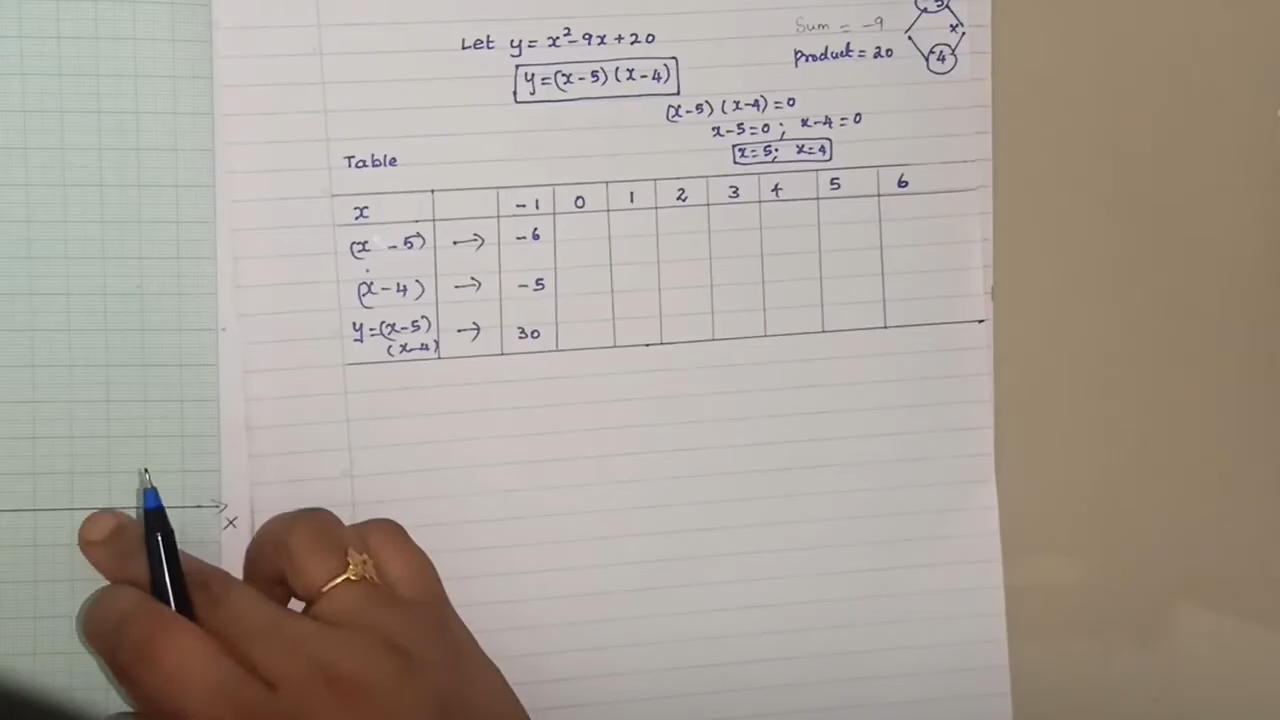 Let y = x² - 9x + 20
y = (x - 5) (x - 4)
Sum = -9
product = 20
x
-4
(x - 5) (x - 4) = 0
x - 5 = 0 ; x - 4 = 0
x = 5; x = 4
Table
x -1 0 1 2 3 4 5 6
(x - 5) → -6
(x - 4) → -5
y = (x - 5) → 30
(x - 4)
X